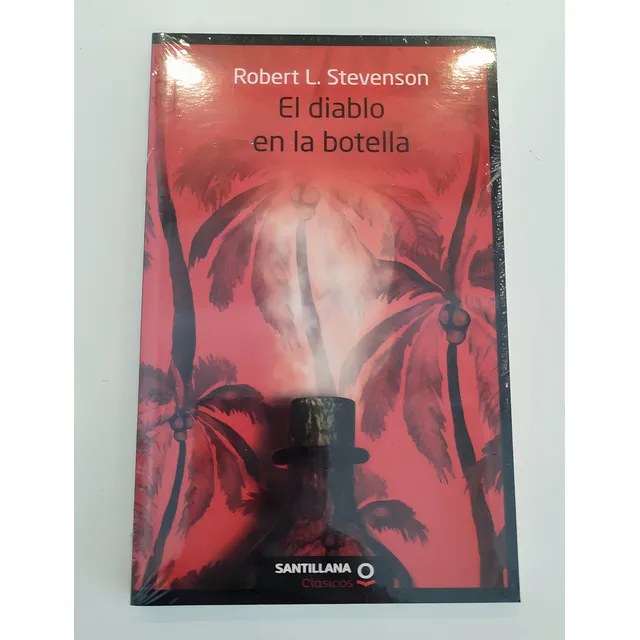 Robert L. Stevenson
El diablo
en la botella
SANTILLANA
Clásicos